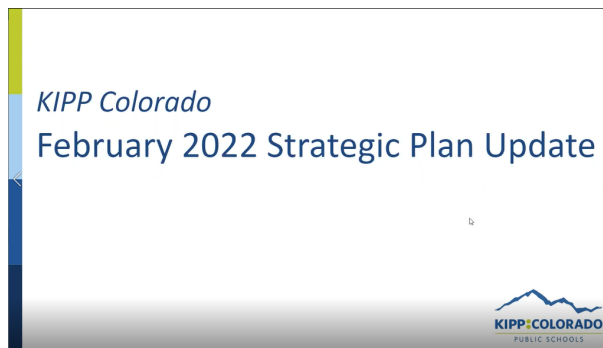 KIPP Colorado
February 2022 Strategic Plan Update
KIPP:COLORADO
PUBLIC SCHOOLS